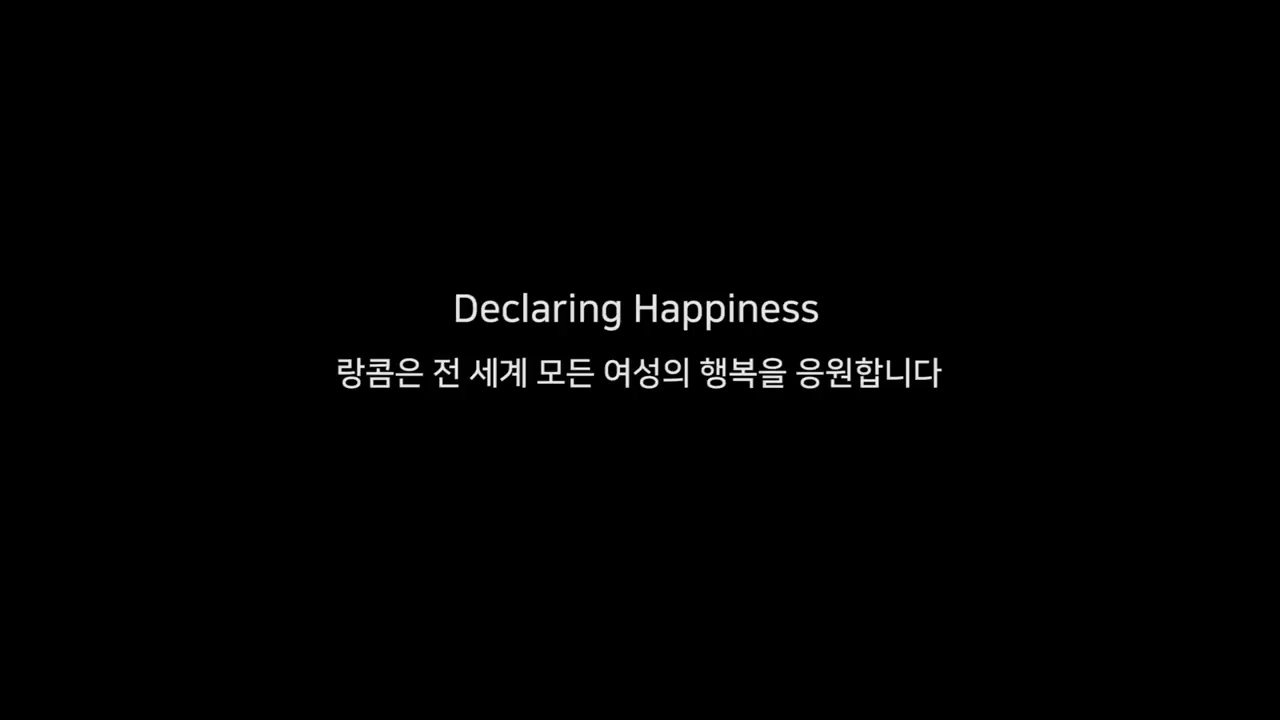 Declaring Happiness
랑콤은 전 세계 모든 여성의 행복을 응원합니다